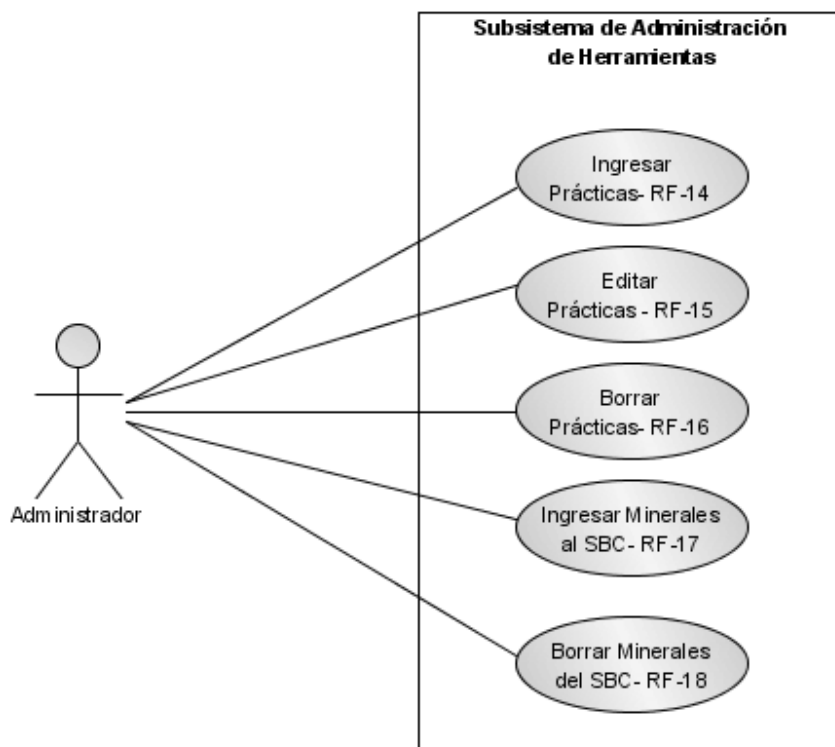 Subsistema de Administración
de Herramientas
Ingresar
Prácticas- RF-14
Editar
Prácticas - RF-15
Borrar
Prácticas- RF-16
Ingresar Minerales
al SBC- RF-17
Borrar Minerales
del SBC- RF-18
Administrador